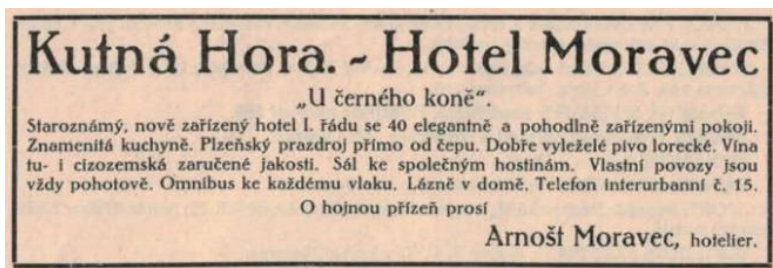 Kutná Hora. - Hotel Moravec
„U černého koně“.
Staroznámý, nově zařízený hotel I. řádu se 40 elegantně a pohodlně zařízenými pokoji.
Znamenitá kuchyně. Plzeňský prazdroj přímo od čepu. Dobře vyleželé pivo lorecké. Vína
tu- i cizozemská zaručené jakosti. Sál ke společným hostinám. Vlastní povozy jsou
vždy pohotově. Omnibus ke každému vlaku. Lázně v domě. Telefon interurbanní č. 15.
O hojnou přízeň prosí
Arnošt Moravec, hotelier.